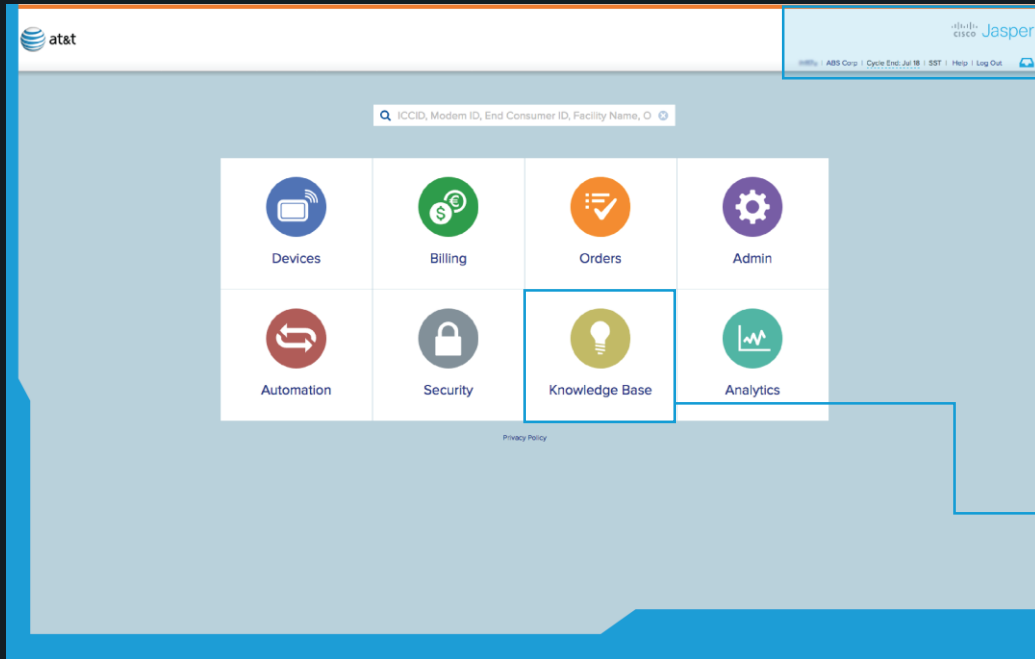 at&t
cisco Jasper
ABS Corp | Cycle End: Jul 18 | SST | Help | Log Out
ICCID, Modem ID, End Consumer ID, Facility Name, O
Devices
Billing
Orders
Admin
Automation
Security
Knowledge Base
Analytics
Privacy Policy